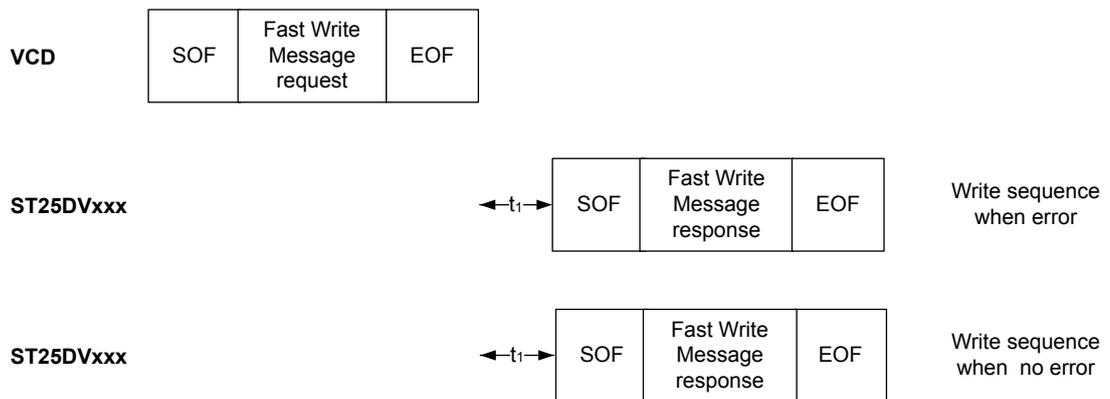 VCD
SOF
Fast Write
Message
request
EOF
ST25DVxxx
t1
SOF
Fast Write
Message
response
EOF
Write sequence
when error
ST25DVxxx
t1
SOF
Fast Write
Message
response
EOF
Write sequence
when no error